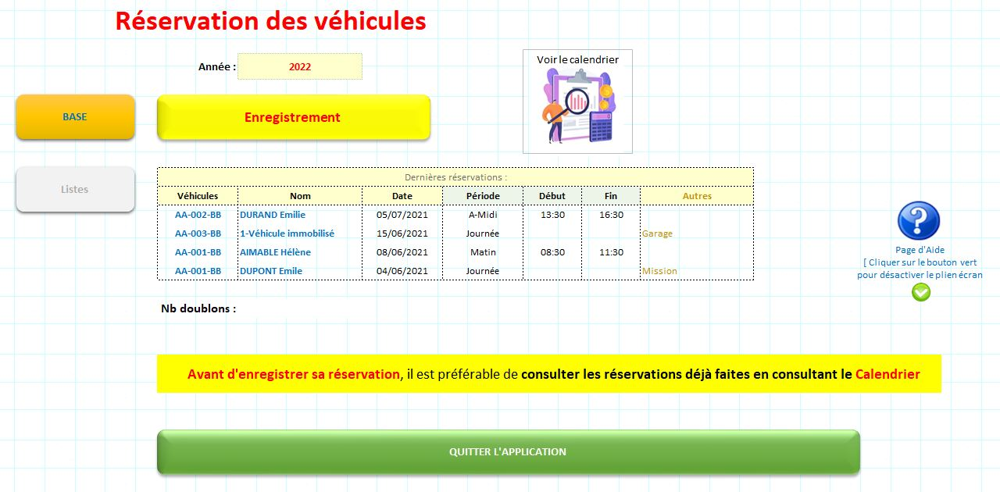 Réservation des véhicules
Année : 2022
Voir le calendrier
BASE
Enregistrement
Listes
Dernières réservations :
Véhicules Nom Date Période Début Fin Autres
AA-002-BB DURAND Emilie 05/07/2021 A-Midi 13:30 16:30
AA-003-BB 1-Véhicule immobilisé 15/06/2021 Journée Garage
AA-001-BB AIMABLE Hélène 08/06/2021 Matin 08:30 11:30
AA-001-BB DUPONT Emile 04/06/2021 Journée Mission
?
Page d'Aide
[ Cliquer sur le bouton vert
pour désactiver le plien écran
Nb doublons :
Avant d'enregistrer sa réservation, il est préférable de consulter les réservations déjà faites en consultant le Calendrier
QUITTER L'APPLICATION